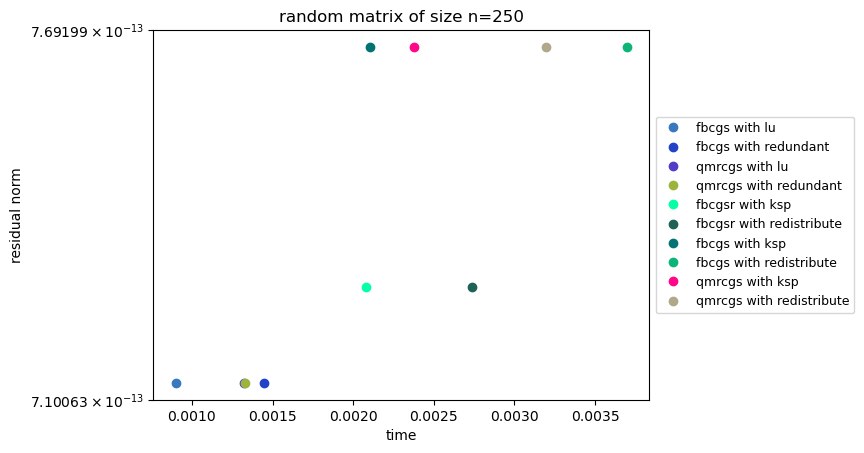 random matrix of size n=250
7.69199 × 10⁻¹³
residual norm
7.10063 × 10⁻¹³
0.0010 0.0015 0.0020 0.0025 0.0030 0.0035
time
fbcgs with lu
fbcgs with redundant
qmrcgs with lu
qmrcgs with redundant
fbcgsr with ksp
fbcgsr with redistribute
fbcgs with ksp
fbcgs with redistribute
qmrcgs with ksp
qmrcgs with redistribute